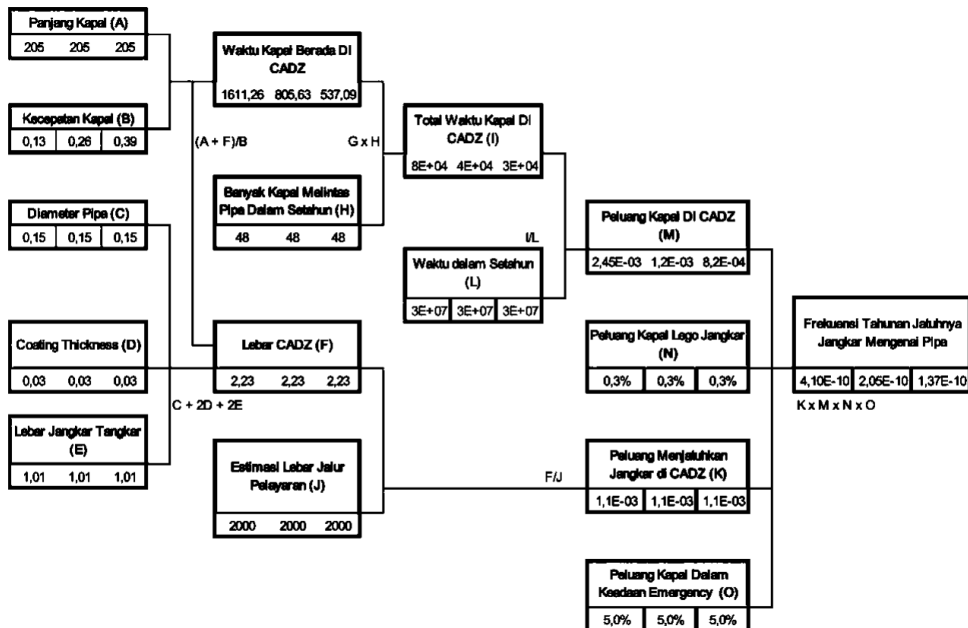 Panjang Kapal (A)
205 205 205
Kecepatan Kapal (B)
0,13 0,26 0,39
Diameter Pipa (C)
0,15 0,15 0,15
Coating Thickness (D)
0,03 0,03 0,03
Lebar Jangkar Tangkar
(E)
1,01 1,01 1,01
C + 2D + 2E
Waktu Kapal Berada Di
CADZ
1611,26 805,63 537,09
(A + F)/B
Banyak Kapal Melintas
Pipa Dalam Setahun (H)
48 48 48
Lebar CADZ (F)
2,23 2,23 2,23
Estimasi Lebar Jalur
Pelayaran (J)
2000 2000 2000
G x H
Total Waktu Kapal Di
CADZ (I)
8E+04 4E+04 3E+04
Waktu dalam Setahun
(L)
3E+07 3E+07 3E+07
I/L
F/J
Peluang Kapal Di CADZ
(M)
2,45E-03 1,2E-03 8,2E-04
Peluang Kapal Lego Jangkar
(N)
0,3% 0,3% 0,3%
Peluang Menjatuhkan
Jangkar di CADZ (K)
1,1E-03 1,1E-03 1,1E-03
Peluang Kapal Dalam
Keadaan Emergency (O)
5,0% 5,0% 5,0%
Frekuansi Tahunan Jatuhnya
Jangkar Mengenai Pipa
4,10E-10 2,05E-10 1,37E-10
K x M x N x O